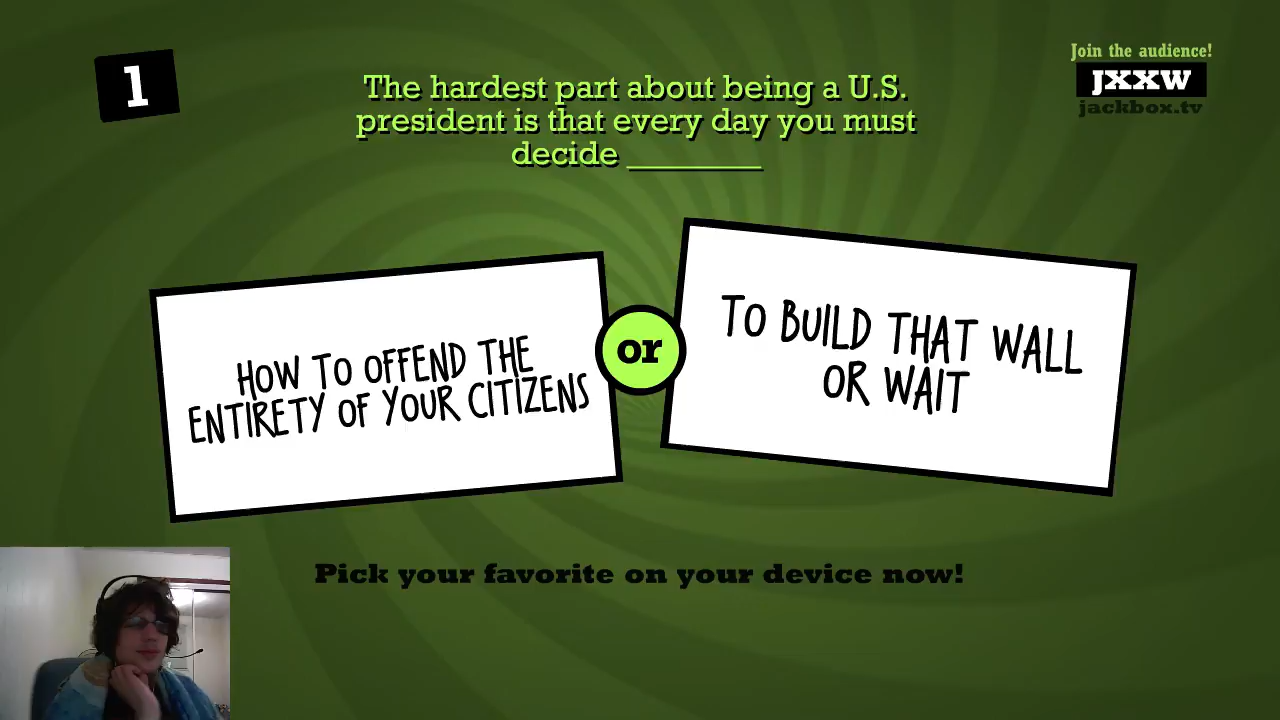 1
Join the audience!
JXXW
jackbox.tv
The hardest part about being a U.S.
president is that every day you must
decide ________
HOW TO OFFEND THE
ENTIRETY OF YOUR CITIZENS
or
TO BUILD THAT WALL
OR WAIT
Pick your favorite on your device now!